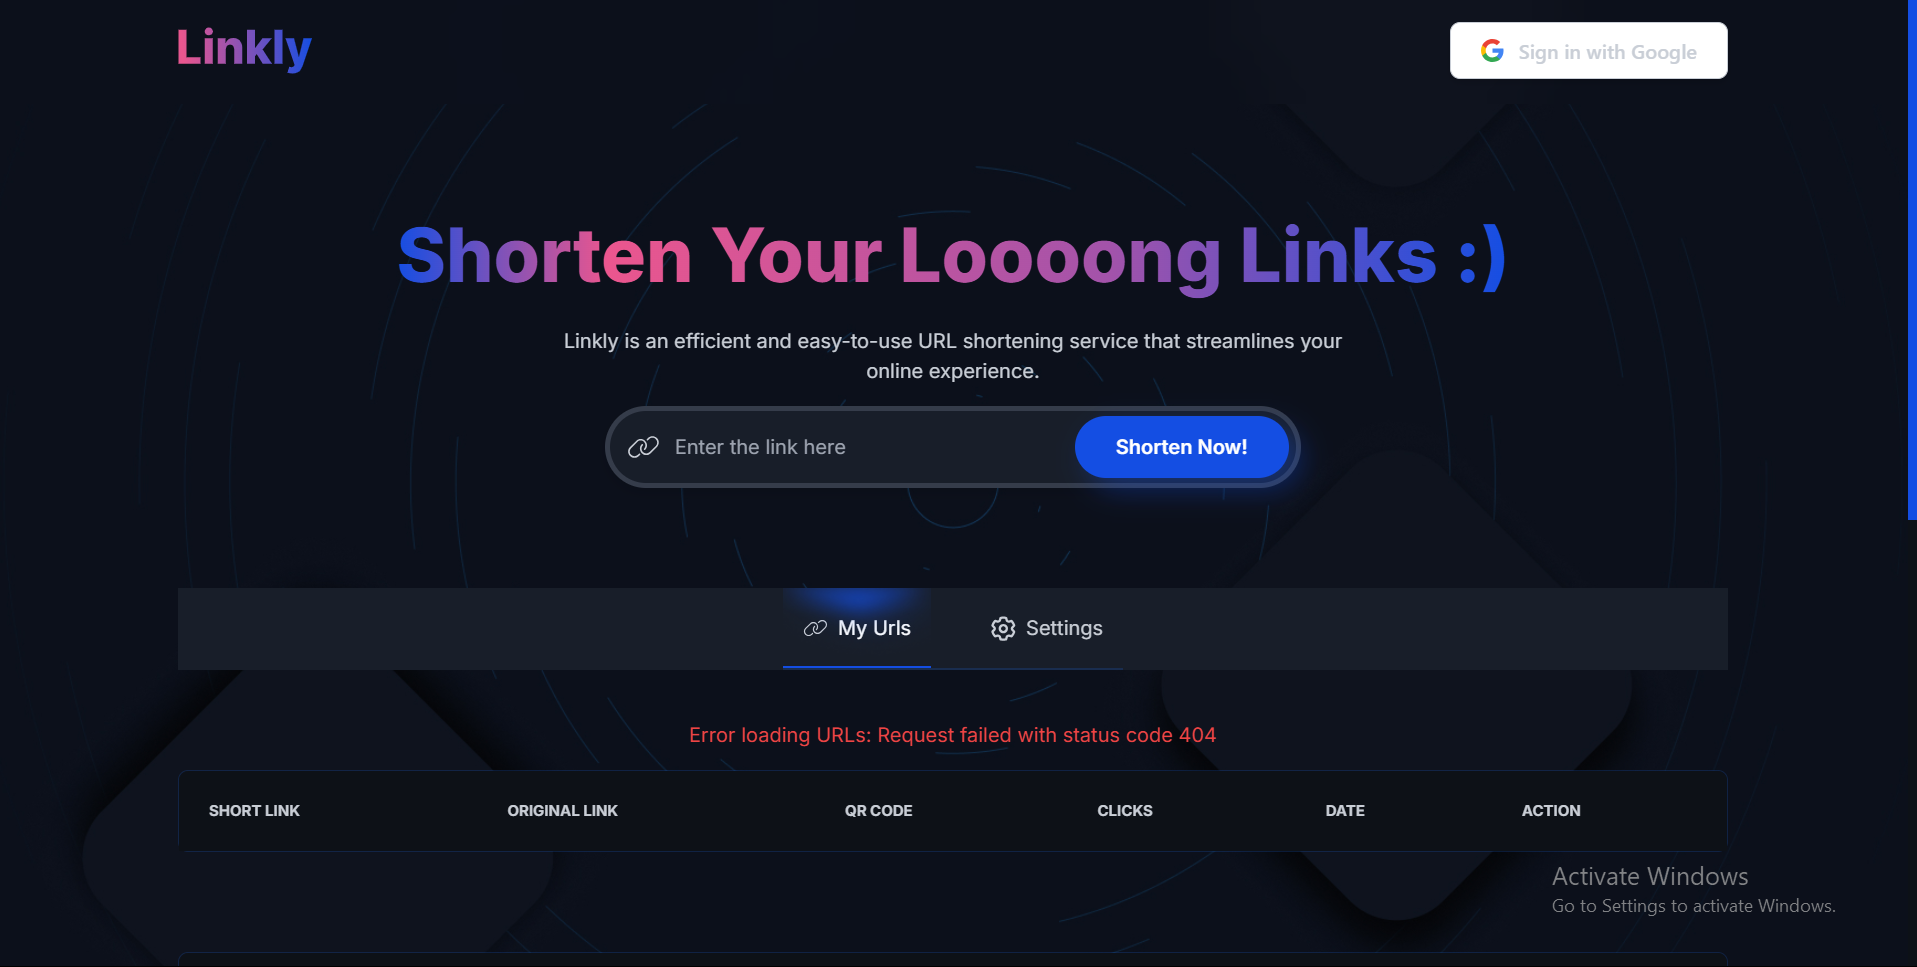 Linkly
Sign in with Google
Shorten Your Loooong Links :)
Linkly is an efficient and easy-to-use URL shortening service that streamlines your
online experience.
Enter the link here
Shorten Now!
My Urls
Settings
Error loading URLs: Request failed with status code 404
SHORT LINK ORIGINAL LINK QR CODE CLICKS DATE ACTION
Activate Windows
Go to Settings to activate Windows.